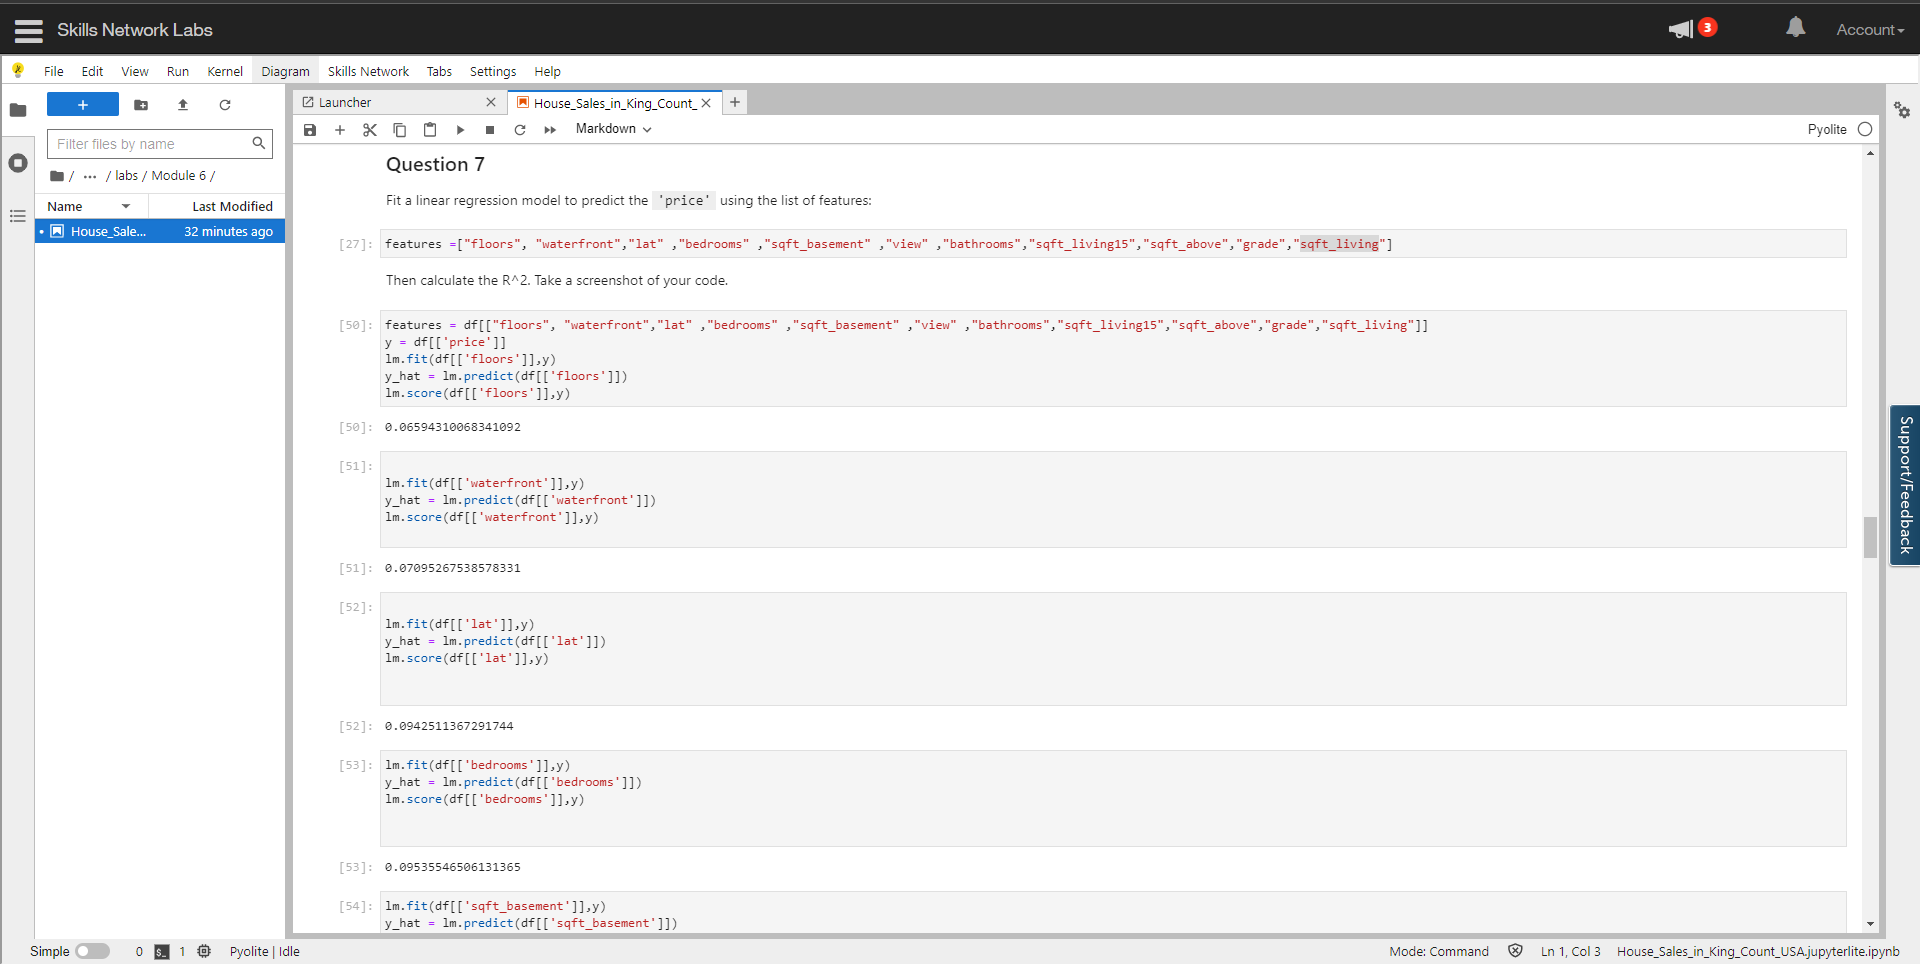 Skills Network Labs
3
Account
File Edit View Run Kernel Diagram Skills Network Tabs Settings Help
+
Filter files by name
/ ... / labs / Module 6 /
Name Last Modified
House_Sale... 32 minutes ago
Launcher
House_Sales_in_King_Count_
Markdown
Pyolite
Question 7
Fit a linear regression model to predict the 'price' using the list of features:
[27]: features =["floors", "waterfront","lat" ,"bedrooms" ,"sqft_basement" ,"view" ,"bathrooms","sqft_living15","sqft_above","grade","sqft_living"]
Then calculate the R^2. Take a screenshot of your code.
[50]: features = df[["floors", "waterfront","lat" ,"bedrooms" ,"sqft_basement" ,"view" ,"bathrooms","sqft_living15","sqft_above","grade","sqft_living"]]
y = df[['price']]
lm.fit(df[['floors']],y)
y_hat = lm.predict(df[['floors']])
lm.score(df[['floors']],y)
[50]: 0.06594310068341092
[51]:
lm.fit(df[['waterfront']],y)
y_hat = lm.predict(df[['waterfront']])
lm.score(df[['waterfront']],y)
[51]: 0.07095267538578331
[52]:
lm.fit(df[['lat']],y)
y_hat = lm.predict(df[['lat']])
lm.score(df[['lat']],y)
[52]: 0.0942511367291744
[53]: lm.fit(df[['bedrooms']],y)
y_hat = lm.predict(df[['bedrooms']])
lm.score(df[['bedrooms']],y)
[53]: 0.09535546506131365
[54]: lm.fit(df[['sqft_basement']],y)
y_hat = lm.predict(df[['sqft_basement']])
Support/Feedback
Simple 0 1 Pyolite | Idle
Mode: Command Ln 1, Col 3 House_Sales_in_King_Count_USA.jupyterlite.ipynb